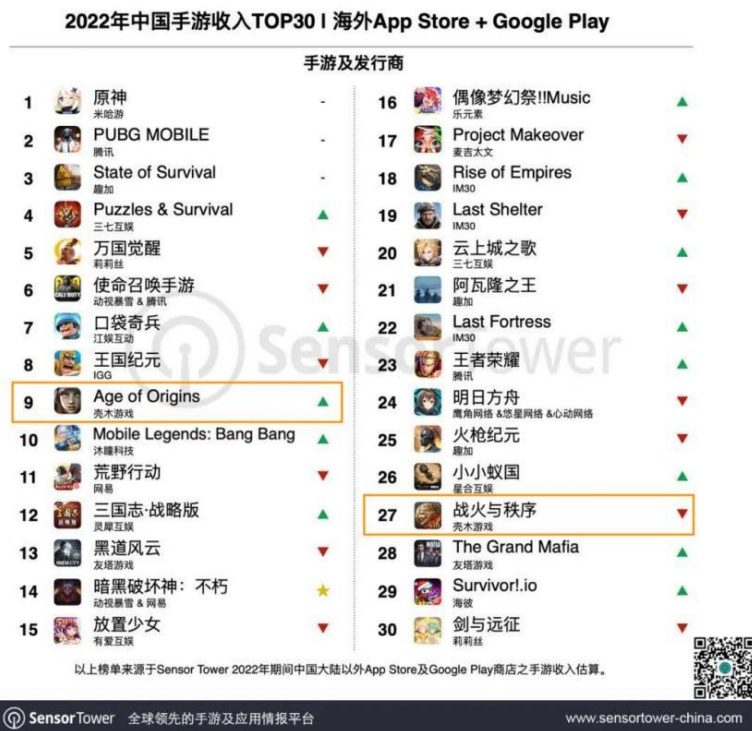 2022年中国手游收入TOP30 | 海外App Store + Google Play
手游及发行商
1 原神 -
米哈游
2 PUBG MOBILE -
腾讯
3 State of Survival -
趣加
4 Puzzles & Survival ▲
三七互娱
5 万国觉醒 ▼
莉莉丝
6 使命召唤手游 ▼
动视暴雪 & 腾讯
7 口袋奇兵 ▲
江娱互动
8 王国纪元 ▼
IGG
9 Age of Origins ▲
壳木游戏
10 Mobile Legends: Bang Bang ▲
沐瞳科技
11 荒野行动 ▼
网易
12 三国志·战略版 ▲
灵犀互娱
13 黑道风云 ▼
友塔游戏
14 暗黑破坏神：不朽 ★
动视暴雪 & 网易
15 放置少女 ▼
有爱互娱
16 偶像梦幻祭!!Music ▲
乐元素
17 Project Makeover ▼
麦吉太文
18 Rise of Empires ▲
IM30
19 Last Shelter ▼
IM30
20 云上城之歌 ▲
三七互娱
21 阿瓦隆之王 ▼
趣加
22 Last Fortress ▲
IM30
23 王者荣耀 ▲
腾讯
24 明日方舟 ▼
鹰角网络 &悠星网络 &心动网络
25 火枪纪元 ▼
趣加
26 小小蚁国 ▲
星合互娱
27 战火与秩序 ▼
壳木游戏
28 The Grand Mafia ▲
友塔游戏
29 Survivor!.io ▲
海彼
30 剑与远征 ▼
莉莉丝
SensorTower
以上榜单来源于Sensor Tower 2022年期间中国大陆以外App Store及Google Play商店之手游收入估算。
SensorTower 全球领先的手游及应用情报平台
www.sensortower-china.com